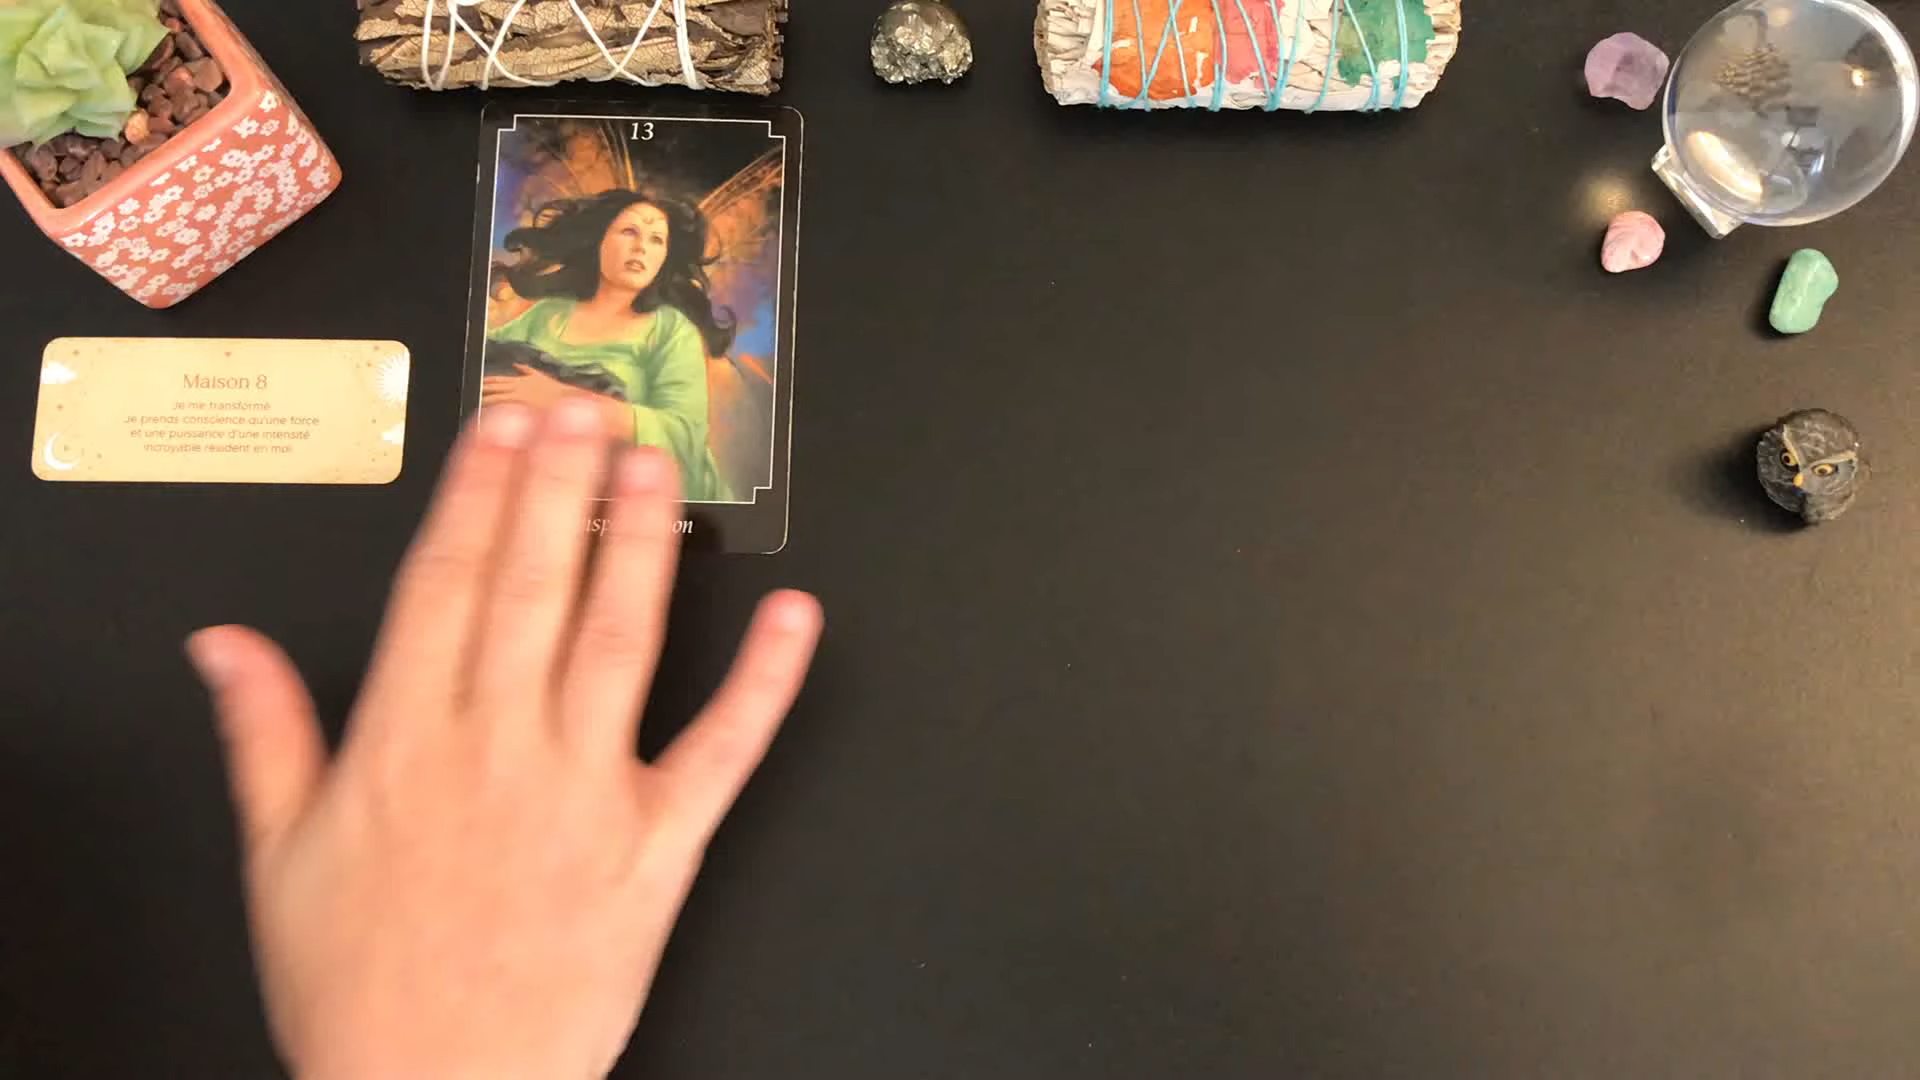 13
Maison 8
Je me transforme.
Je prends conscience qu'une force
et une puissance d'une intensité
incroyable résident en moi.